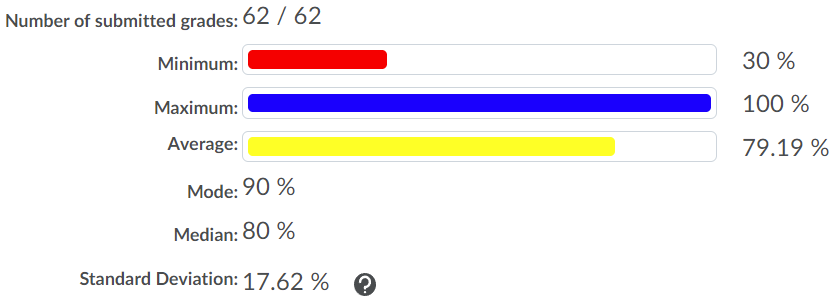 Number of submitted grades: 62 / 62
Minimum: 30 %
Maximum: 100 %
Average: 79.19 %
Mode: 90 %
Median: 80 %
Standard Deviation: 17.62 % ?